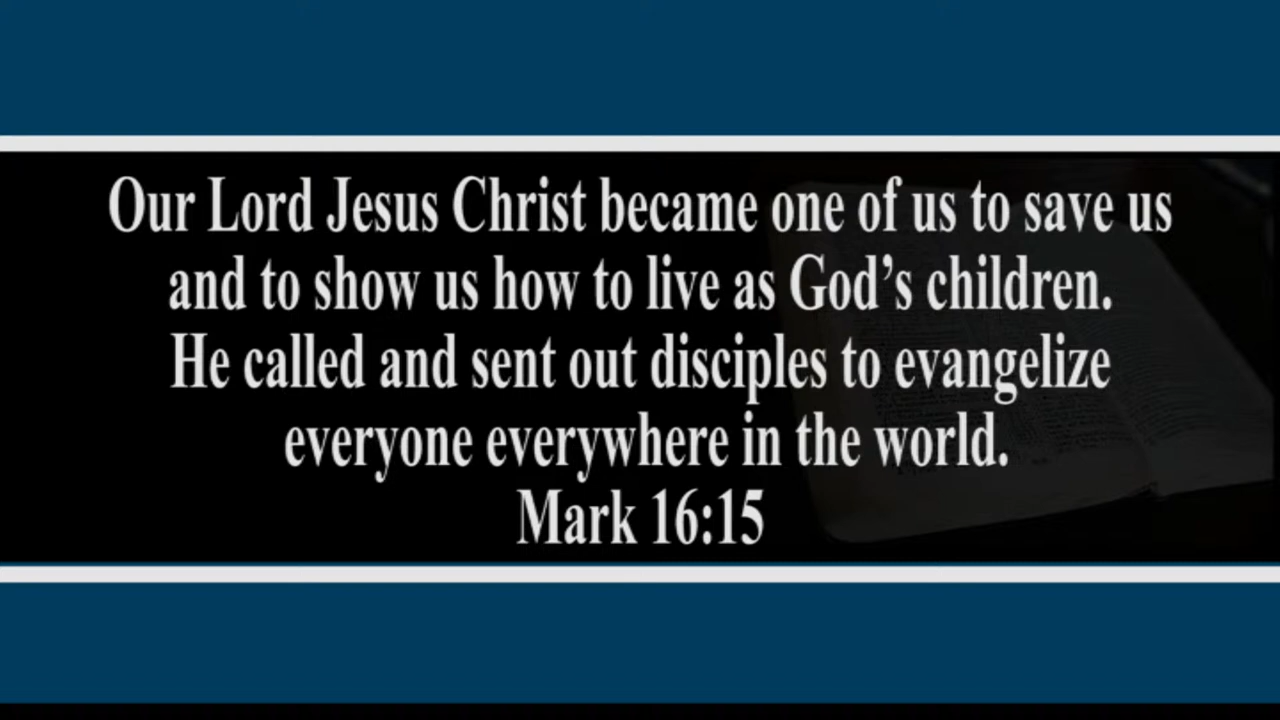 Our Lord Jesus Christ became one of us to save us
and to show us how to live as God’s children.
He called and sent out disciples to evangelize
everyone everywhere in the world.
Mark 16:15